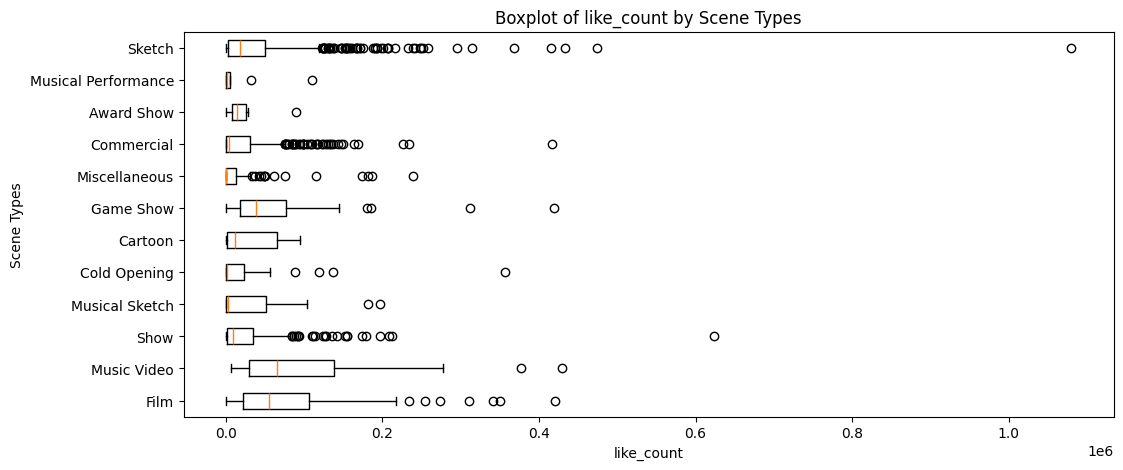 Boxplot of like_count by Scene Types
Sketch
Musical Performance
Award Show
Commercial
Miscellaneous
Game Show
Cartoon
Cold Opening
Musical Sketch
Show
Music Video
Film
Scene Types
0.0 0.2 0.4 0.6 0.8 1.0
1e6
like_count